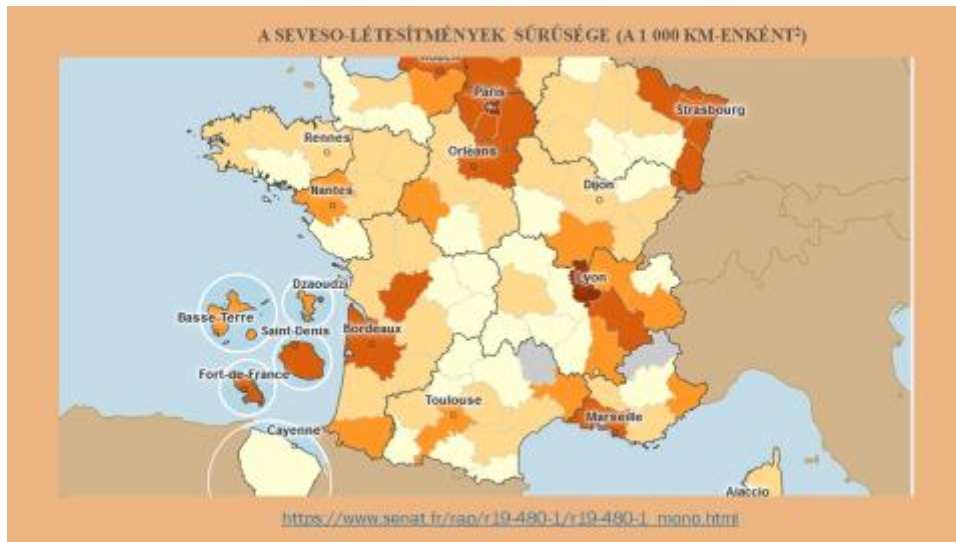 A SEVESO-LÉTESÍTMÉNYEK SŰRŰSÉGE (A 1 000 KM-ENKÉNT²)
Paris
Strasbourg
Rennes
Orléans
Nantes
Dijon
Dzaoudzi
Lyon
Basse-Terre
Saint-Denis
Bordeaux
Fort-de-France
Toulouse
Marseille
Cayenne
Ajaccio
https://www.senat.fr/rap/r19-480-1/r19-480-1_mono.html